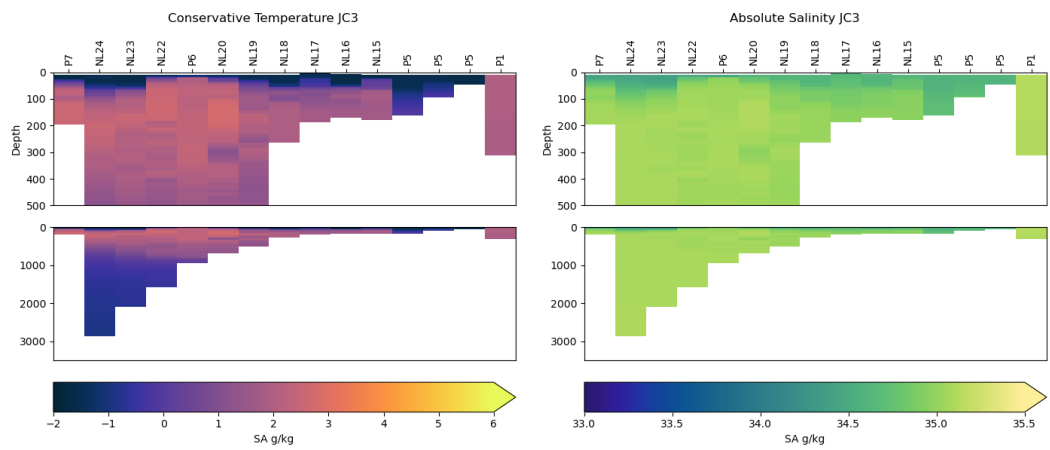 Conservative Temperature JC3
P7 NL24 NL23 NL22 P6 NL20 NL19 NL18 NL17 NL16 NL15 P5 P5 P5 P1
0
100
200
300
400
500
Depth
0
1000
2000
3000
−2 −1 0 1 2 3 4 5 6
SA g/kg
Absolute Salinity JC3
P7 NL24 NL23 NL22 P6 NL20 NL19 NL18 NL17 NL16 NL15 P5 P5 P5 P1
0
100
200
300
400
500
Depth
0
1000
2000
3000
33.0 33.5 34.0 34.5 35.0 35.5
SA g/kg